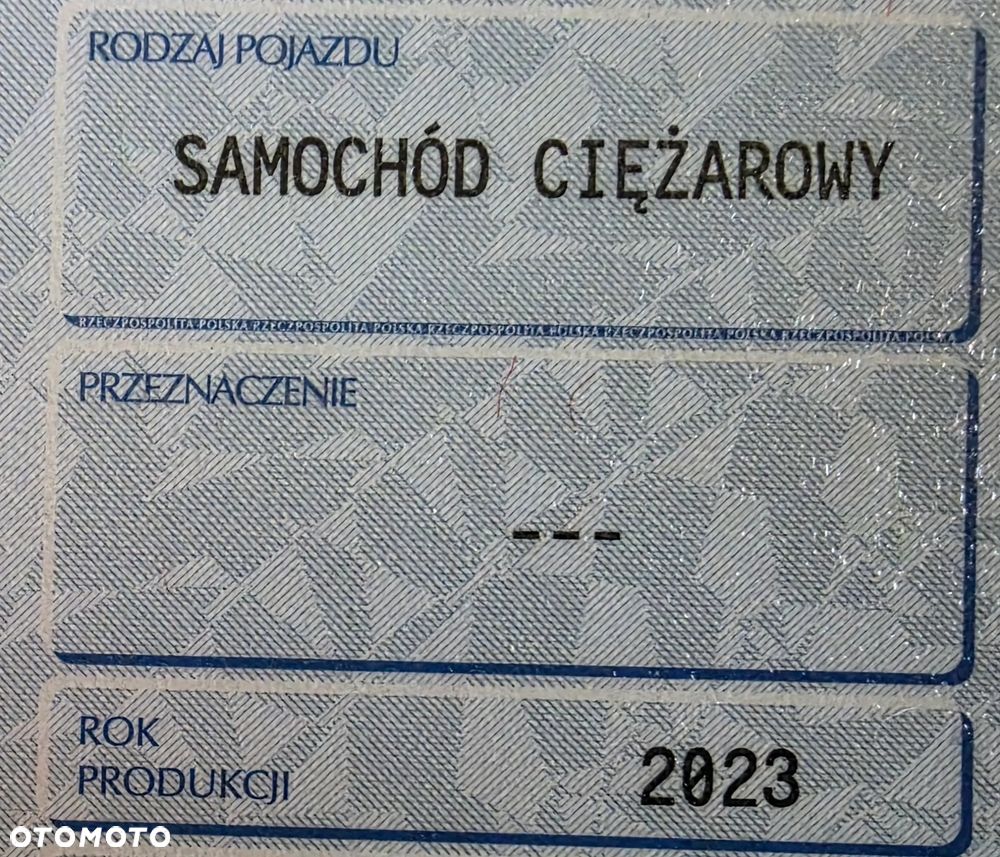 RODZAJ POJAZDU
SAMOCHÓD CIĘŻAROWY
RZECZPOSPOLITA POLSKA RZECZPOSPOLITA POLSKA RZECZPOSPOLITA POLSKA RZECZPOSPOLITA POLSKA RZECZPOSPOLITA POLSKA
PRZEZNACZENIE
---
ROK
PRODUKCJI
2023
OTOMOTO